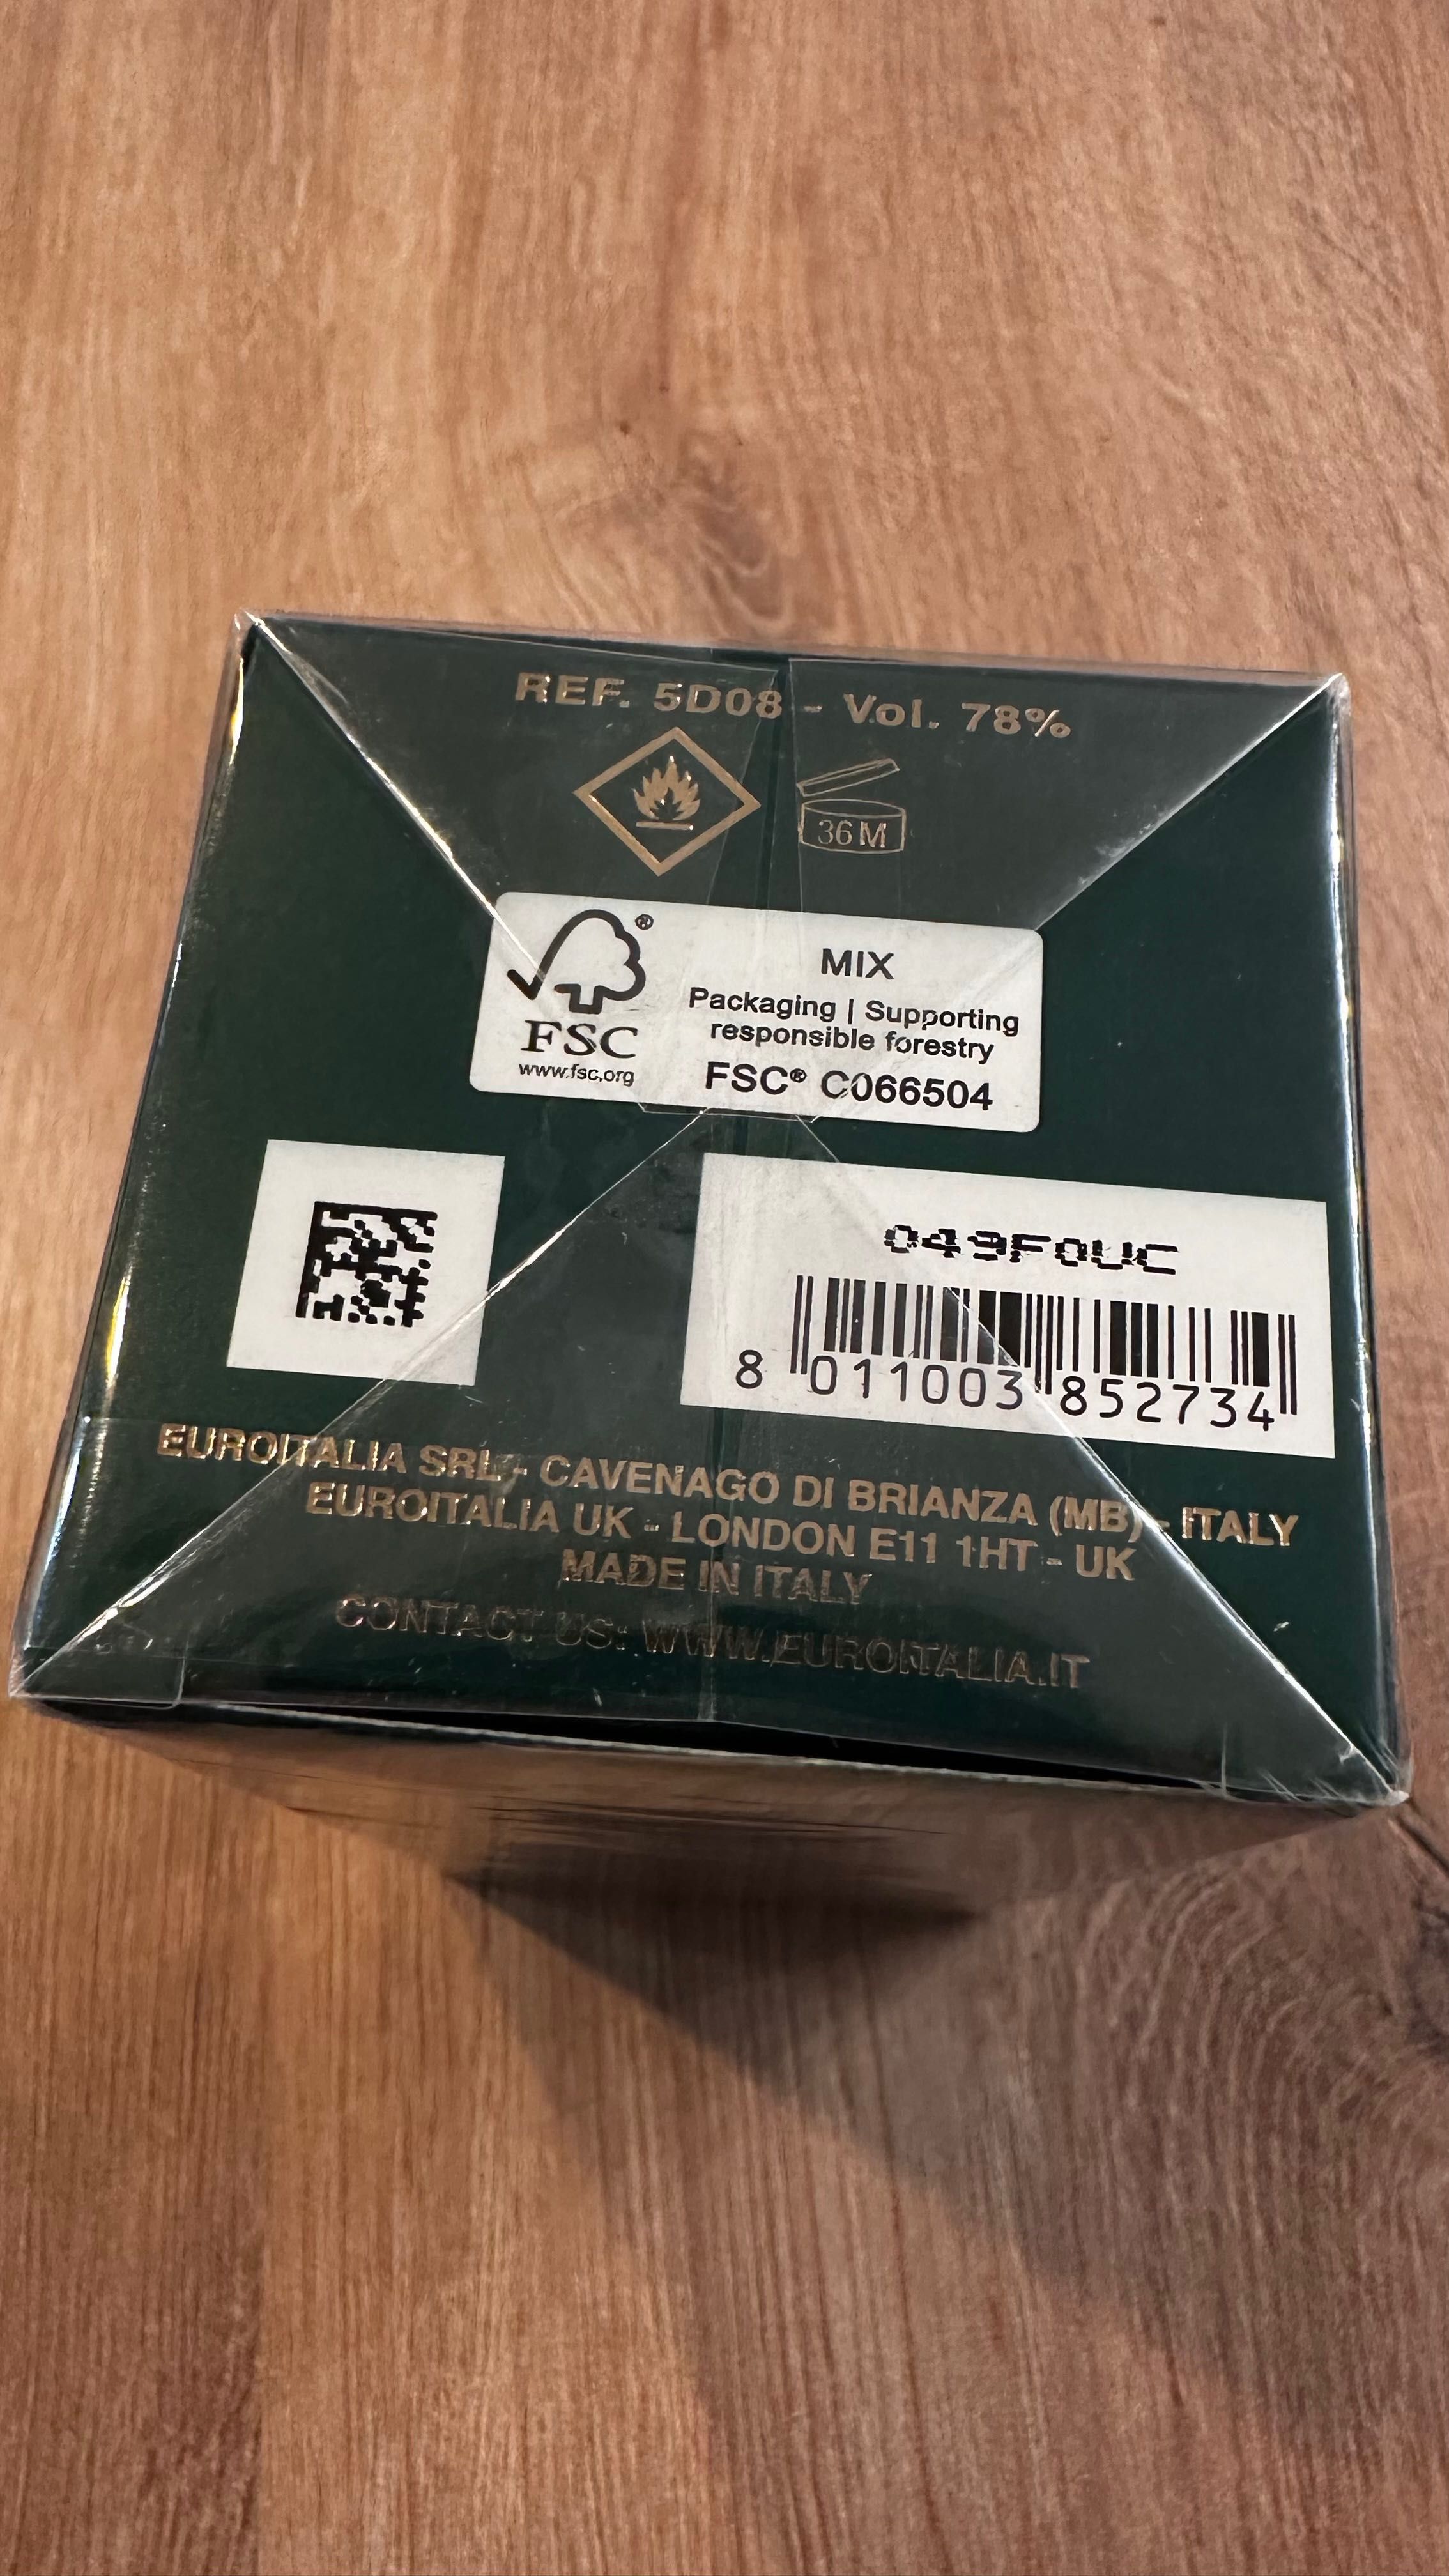 REF. 5D08 - Vol. 78%
36M
MIX
Packaging | Supporting
responsible forestry
FSC® C066504
®
FSC
www.fsc.org
049F0UC
8 011003 852734
EUROITALIA SRL - CAVENAGO DI BRIANZA (MB) - ITALY
EUROITALIA UK - LONDON E11 1HT - UK
MADE IN ITALY
CONTACT US: WWW.EUROITALIA.IT